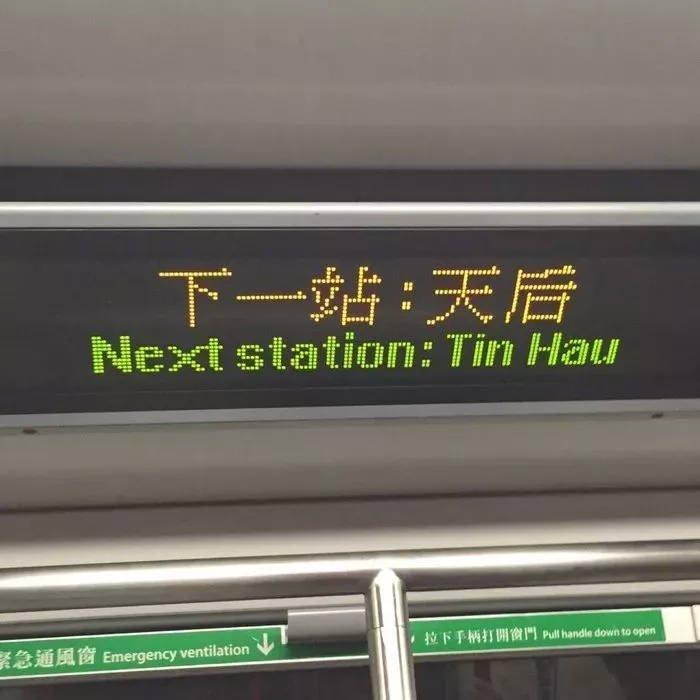 下一站:天后
Next station: Tin Hau
緊急通風窗 Emergency ventilation ↓
拉下手柄打開窗門 Pull handle down to open